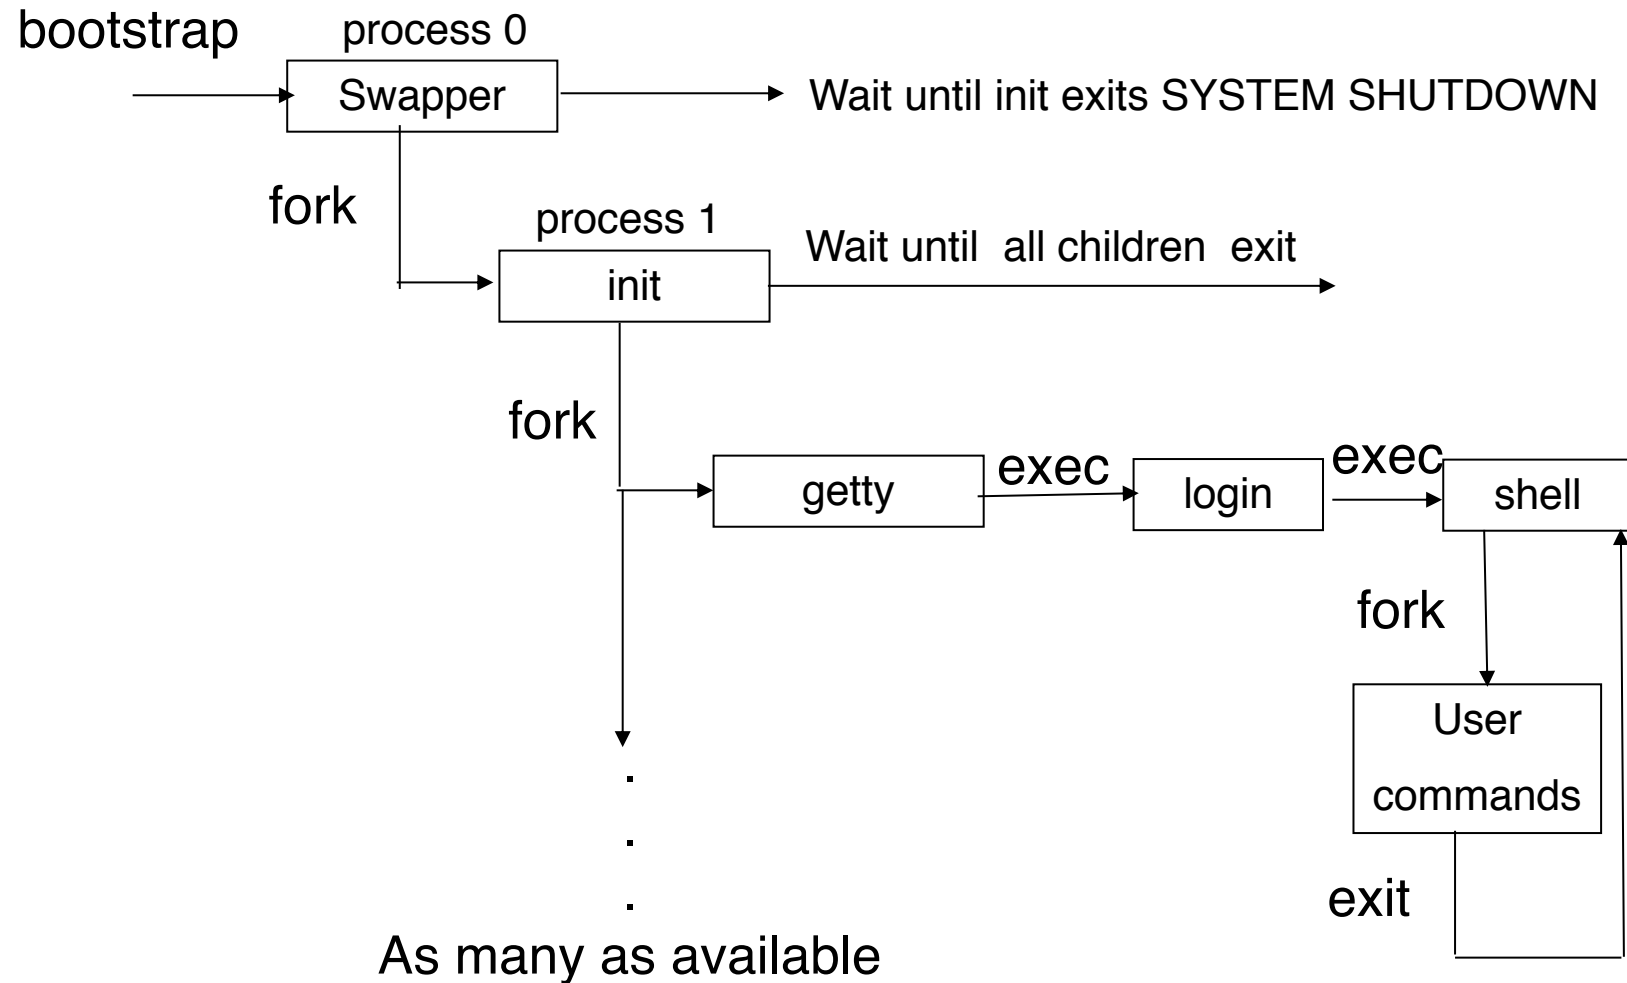 bootstrap
process 0
Swapper
Wait until init exits SYSTEM SHUTDOWN
fork
process 1
init
Wait until all children exit
fork
getty
exec
login
exec
shell
fork
User
commands
exit
.
.
.
As many as available